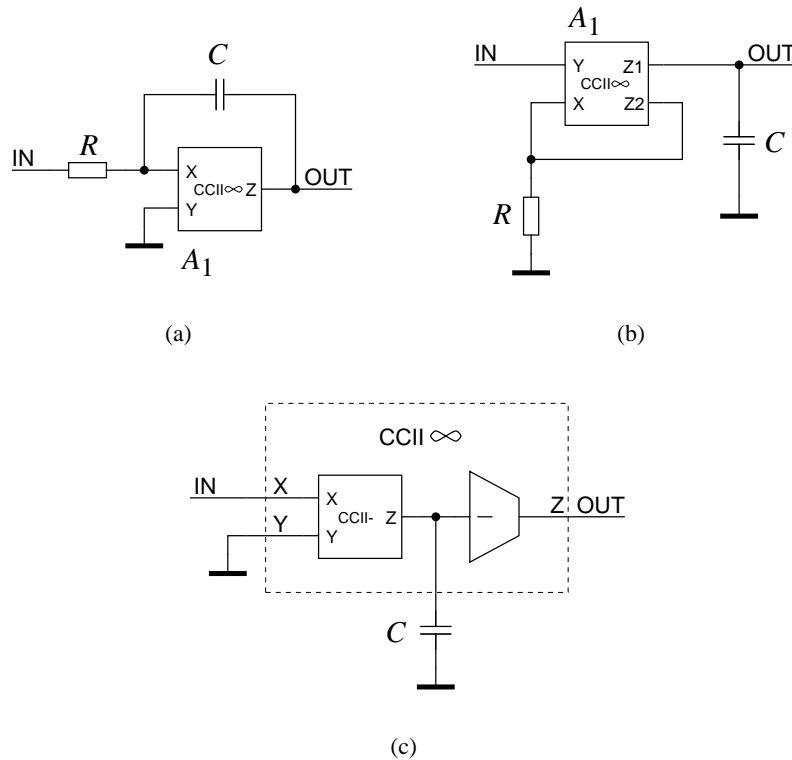 A1
C
IN
R
X
Y
CCII∞
Z
OUT
A1
(a)
IN
Y
X
CCII∞
Z1
Z2
OUT
C
R
(b)
CCII∞
IN
X
Y
X
Y
CCII-
Z
−
Z
OUT
C
(c)